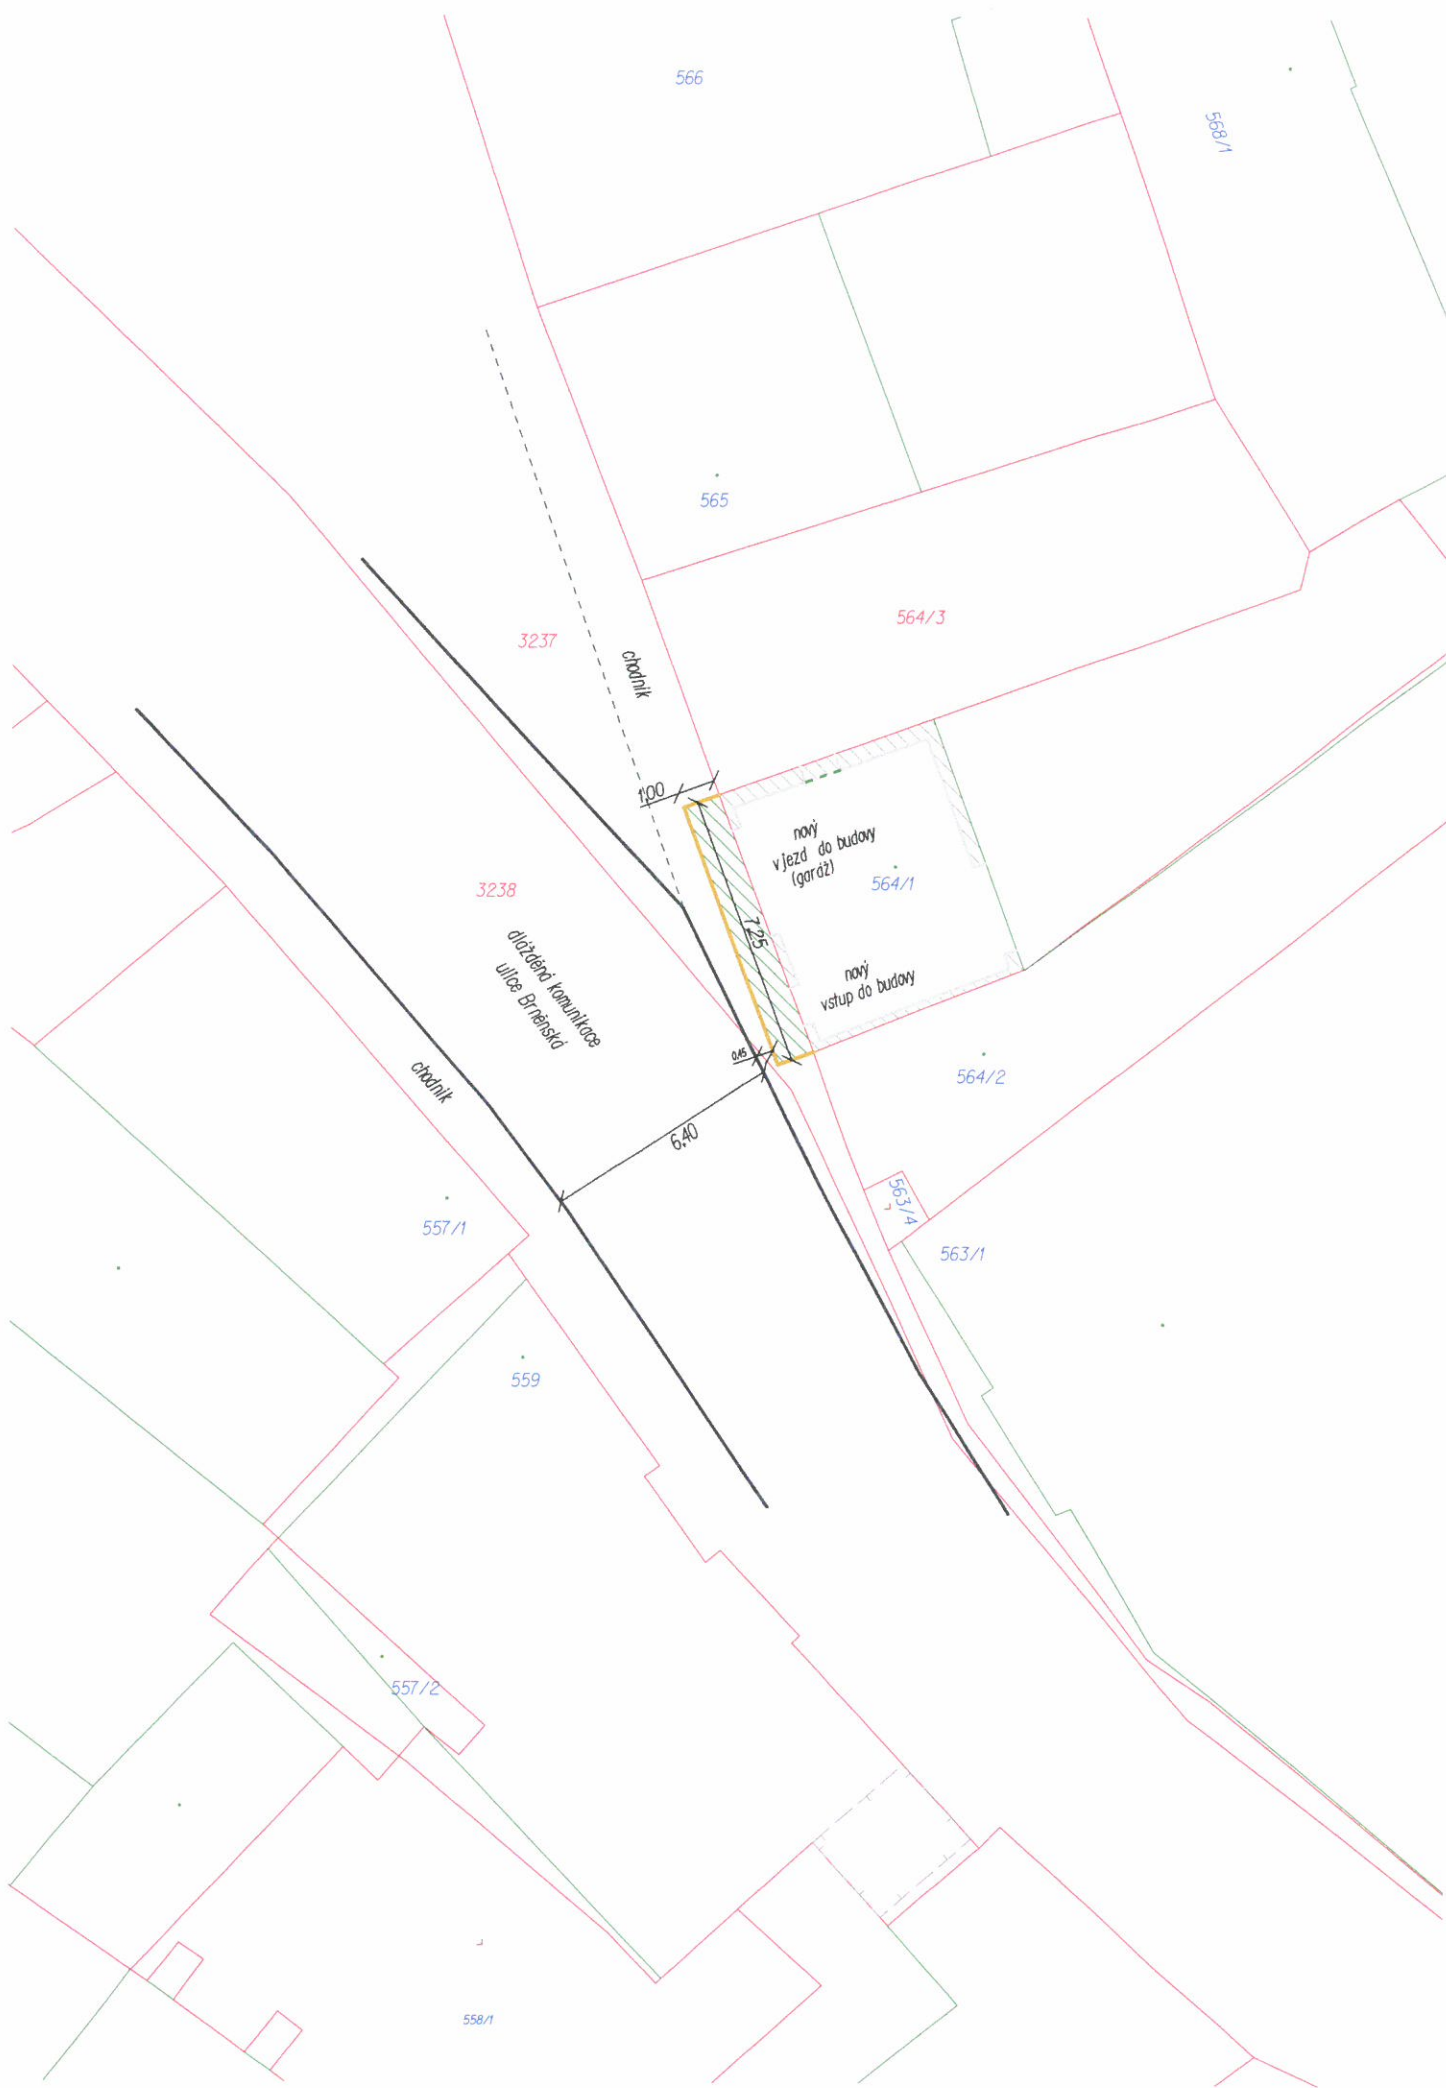 566
568/1
565
564/3
3237
chodník
1,00
nový
vjezd do budovy
(garáž)
564/1
3238
7,25
dlážděná komunikace
ulice Brněnská
nový
vstup do budovy
0,45
chodník
564/2
6,40
563/4
557/1
563/1
559
557/2
558/1